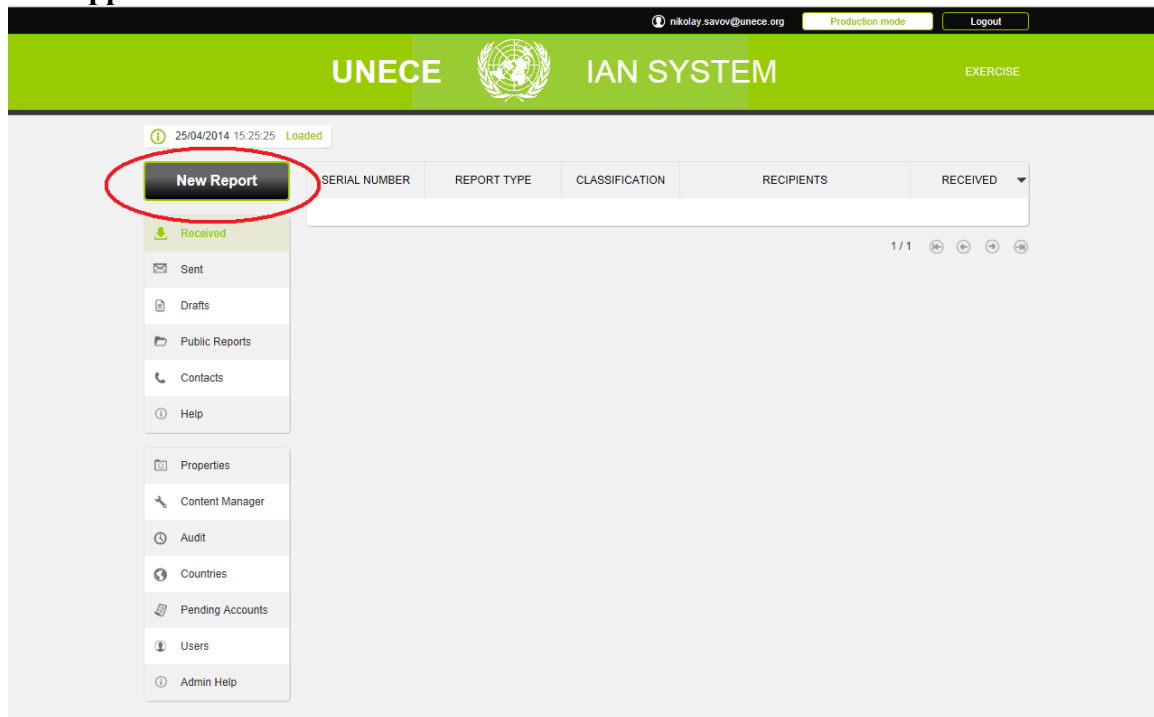 nikolay.savov@unece.org Production mode Logout
UNECE IAN SYSTEM EXERCISE
25/04/2014 15:25:25 Loaded
New Report
SERIAL NUMBER REPORT TYPE CLASSIFICATION RECIPIENTS RECEIVED
Received
1 / 1
Sent
Drafts
Public Reports
Contacts
Help
Properties
Content Manager
Audit
Countries
Pending Accounts
Users
Admin Help